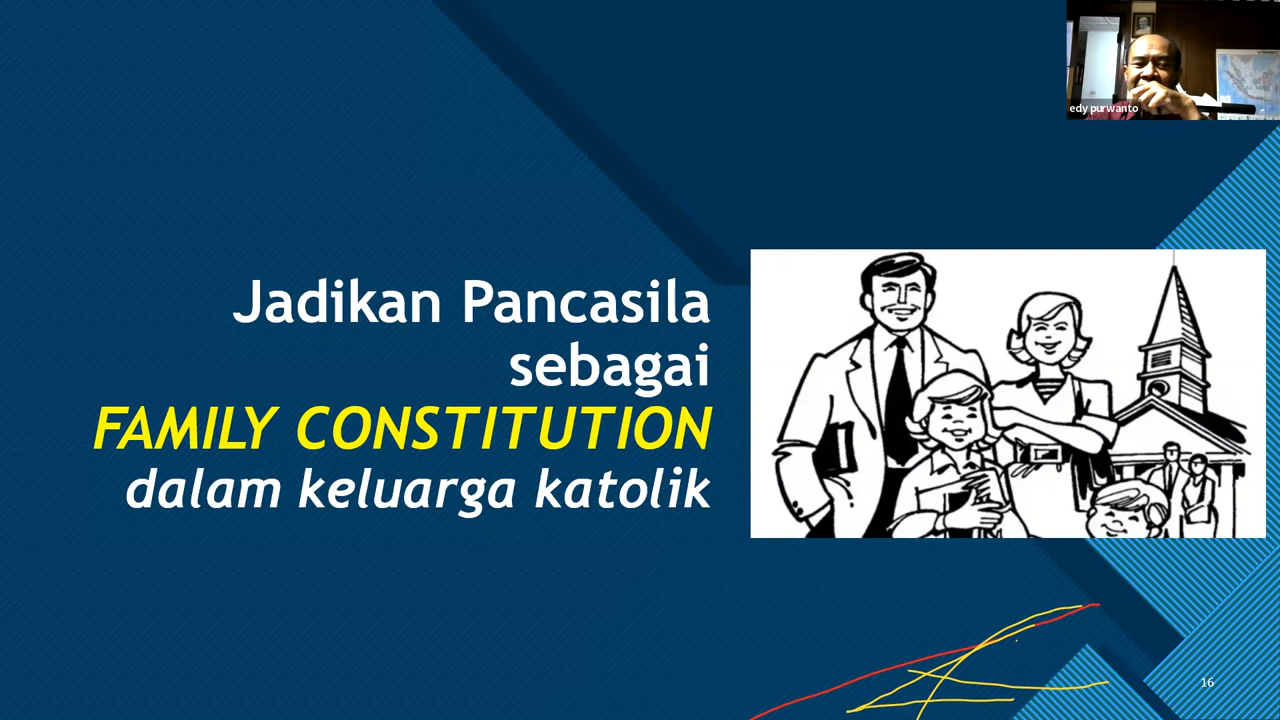 edy purwanto
Jadikan Pancasila
sebagai
FAMILY CONSTITUTION
dalam keluarga katolik
16